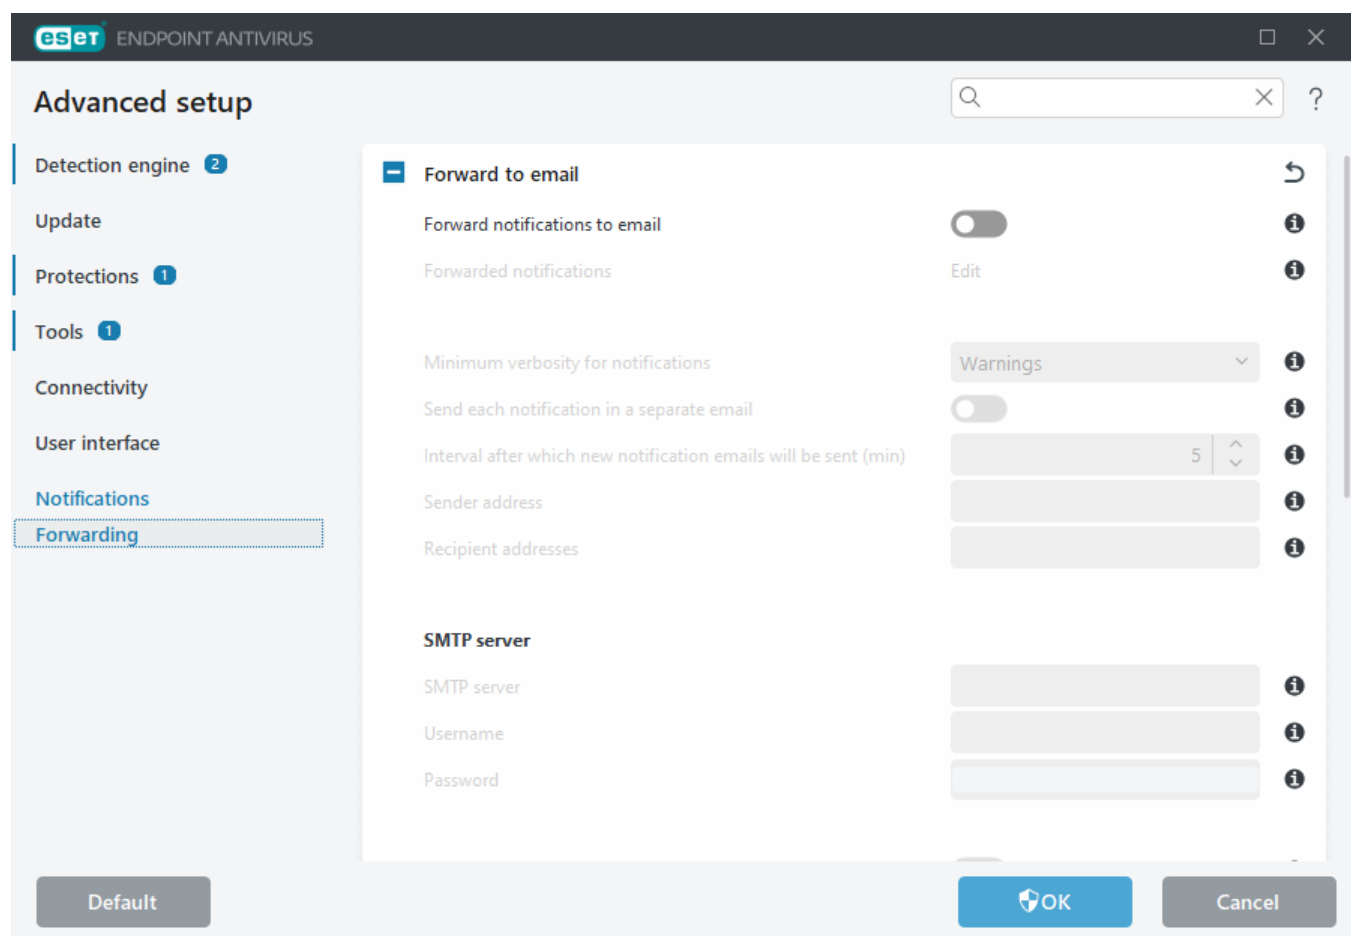 eset ENDPOINT ANTIVIRUS
Advanced setup
?
Detection engine 2
Update
Protections 1
Tools 1
Connectivity
User interface
Notifications
Forwarding
Forward to email
Forward notifications to email
Forwarded notifications Edit
Minimum verbosity for notifications Warnings
Send each notification in a separate email
Interval after which new notification emails will be sent (min) 5
Sender address
Recipient addresses
SMTP server
SMTP server
Username
Password
Default
OK
Cancel